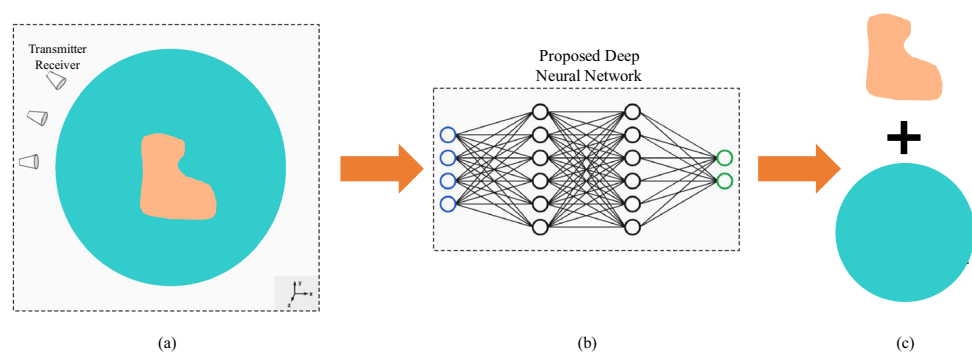 Transmitter
Receiver
y
x
z
Proposed Deep
Neural Network
(a)
(b)
(c)